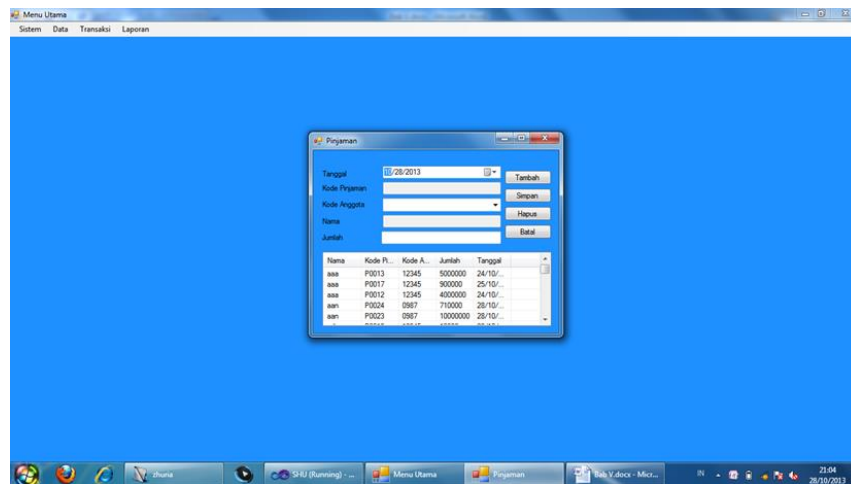 Menu Utama
Sistem Data Transaksi Laporan
Pinjaman
Tanggal 10/28/2013 Tambah
Kode Pinjaman Simpan
Kode Anggota Hapus
Nama Batal
Jumlah
Nama Kode Pi... Kode A... Jumlah Tanggal
aaa P0013 12345 5000000 24/10/...
aaa P0017 12345 900000 25/10/...
aaa P0012 12345 4000000 24/10/...
aan P0024 0987 710000 28/10/...
aan P0023 0987 10000000 28/10/...
zhuria SHU (Running) - ... Menu Utama Pinjaman Bab V.docx - Micr... IN 21:04
28/10/2013